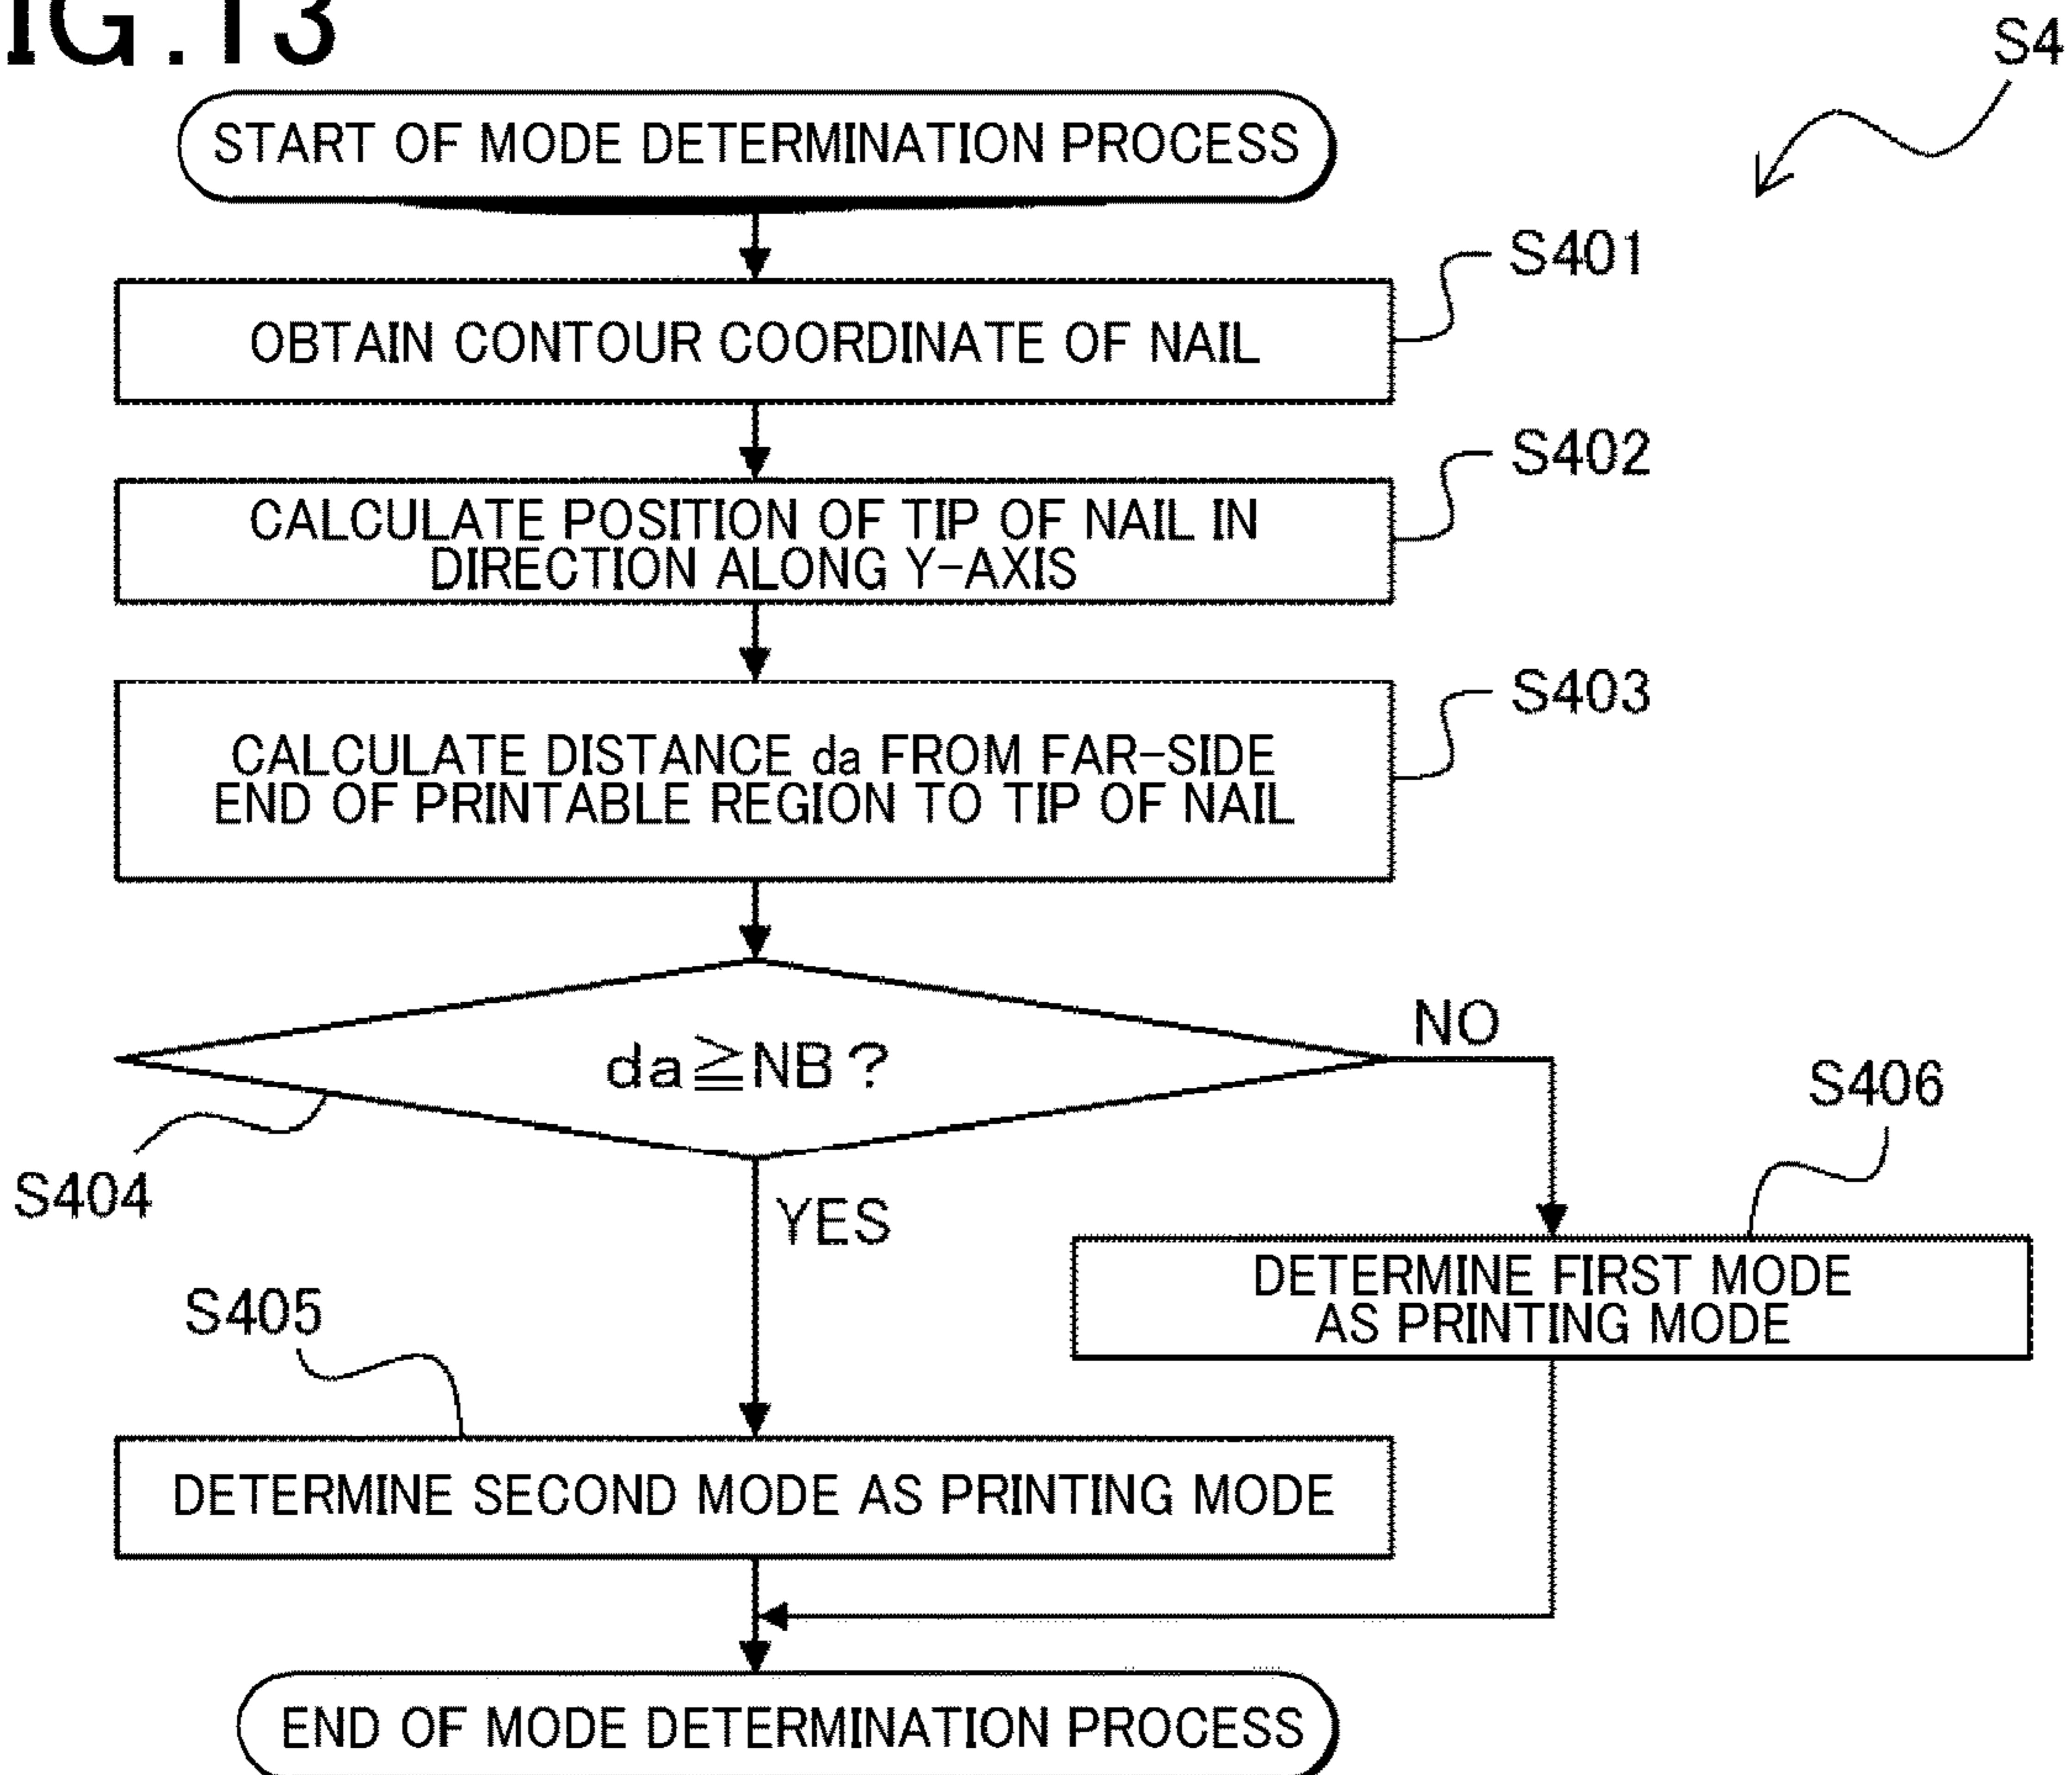 IG.13
S4
START OF MODE DETERMINATION PROCESS
S401
OBTAIN CONTOUR COORDINATE OF NAIL
S402
CALCULATE POSITION OF TIP OF NAIL IN
DIRECTION ALONG Y-AXIS
S403
CALCULATE DISTANCE da FROM FAR-SIDE
END OF PRINTABLE REGION TO TIP OF NAIL
NO
da≧NB?
S406
S404
YES
DETERMINE FIRST MODE
AS PRINTING MODE
S405
DETERMINE SECOND MODE AS PRINTING MODE
END OF MODE DETERMINATION PROCESS